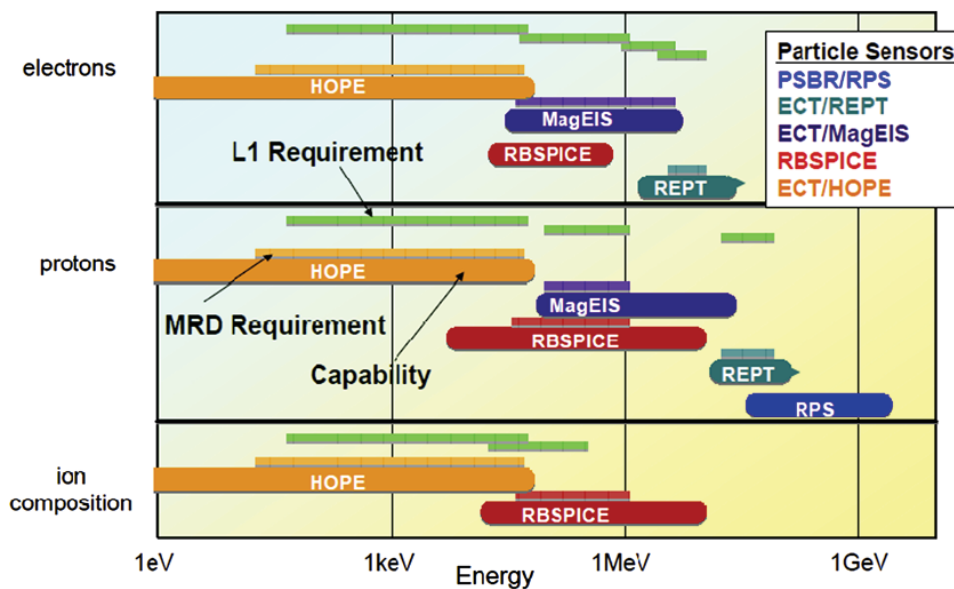 electrons
HOPE
MagEIS
RBSPICE
REPT
Particle Sensors
PSBR/RPS
ECT/REPT
ECT/MagEIS
RBSPICE
ECT/HOPE
L1 Requirement
protons
HOPE
MRD Requirement
Capability
MagEIS
RBSPICE
REPT
RPS
ion
composition
HOPE
RBSPICE
1eV 1keV 1MeV 1GeV
Energy